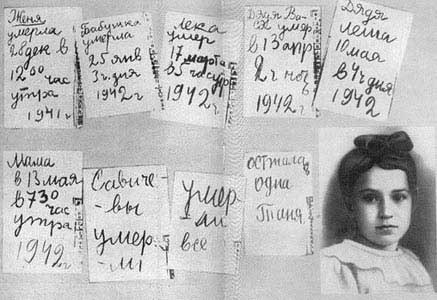 Женя
умерла
28 дек в
12 00 час
утра
1941 г
Бабушка
умерла
25 янв
3 ч. дня
1942 г
Лека
умер
17 марта
в 5 час утр
1942 г
Дядя Ва-
ся умер
в 13 апр
2 ч ноч
1942 г
Дядя
Леша
10 мая
в 4 ч дня
1942
Мама
в 13 мая
в 7 30
час
утра
1942 г
Савиче-
вы
умер-
ли
умер
ли
все
осталась
одна
Таня